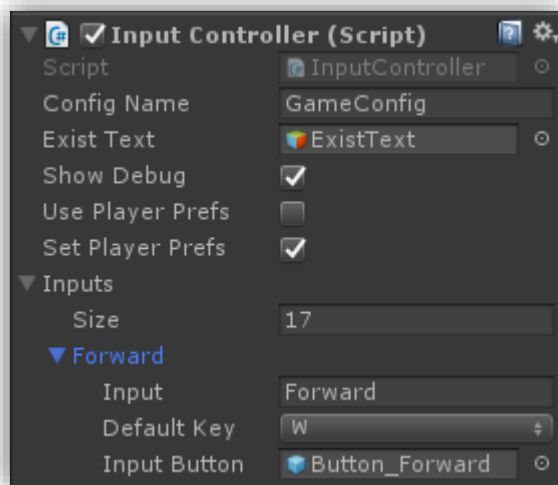 Input Controller (Script)
Script InputController
Config Name GameConfig
Exist Text ExistText
Show Debug
Use Player Prefs
Set Player Prefs
Inputs
Size 17
Forward
Input Forward
Default Key W
Input Button Button_Forward